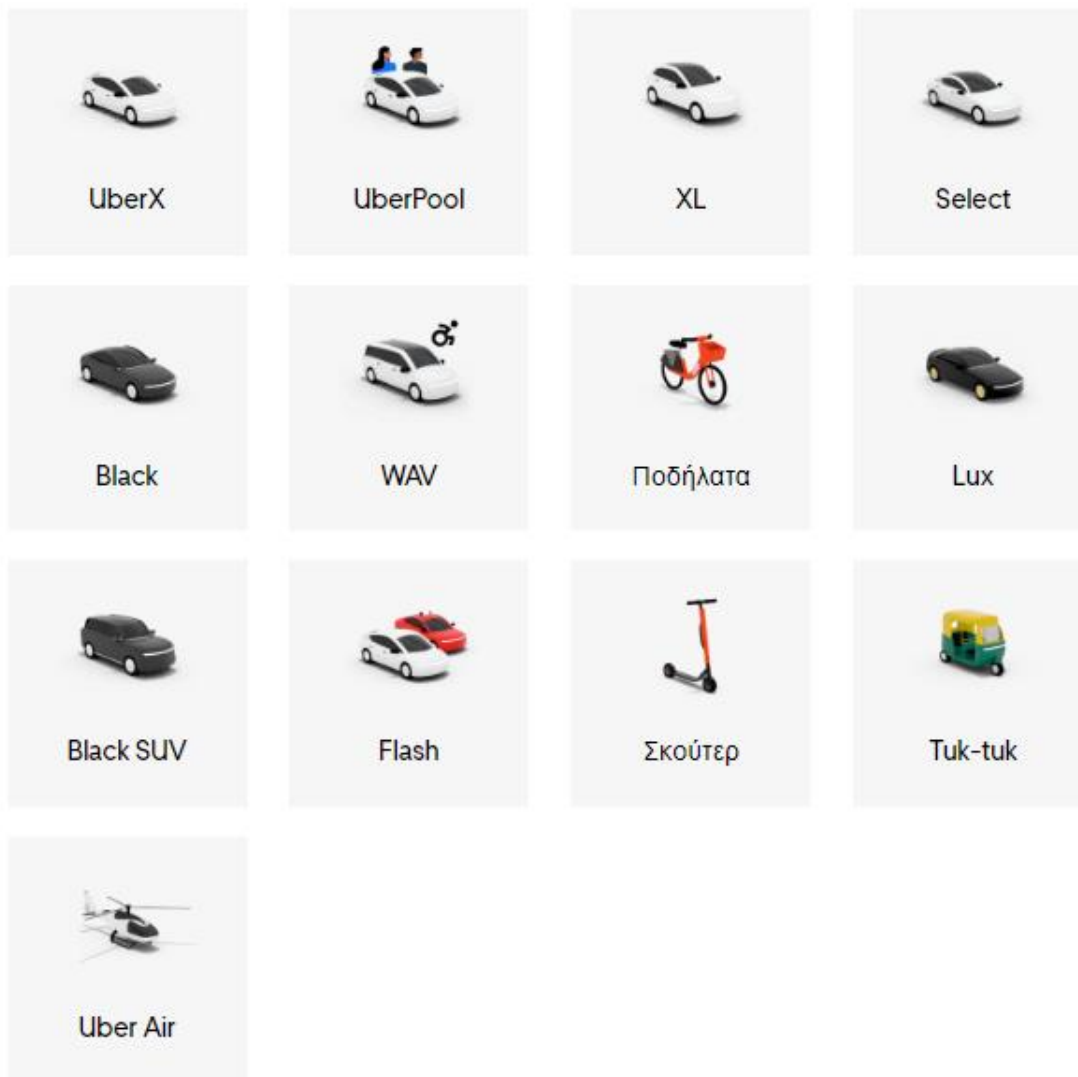 UberX
UberPool
XL
Select
Black
WAV
Ποδήλατα
Lux
Black SUV
Flash
Σκούτερ
Tuk-tuk
Uber Air